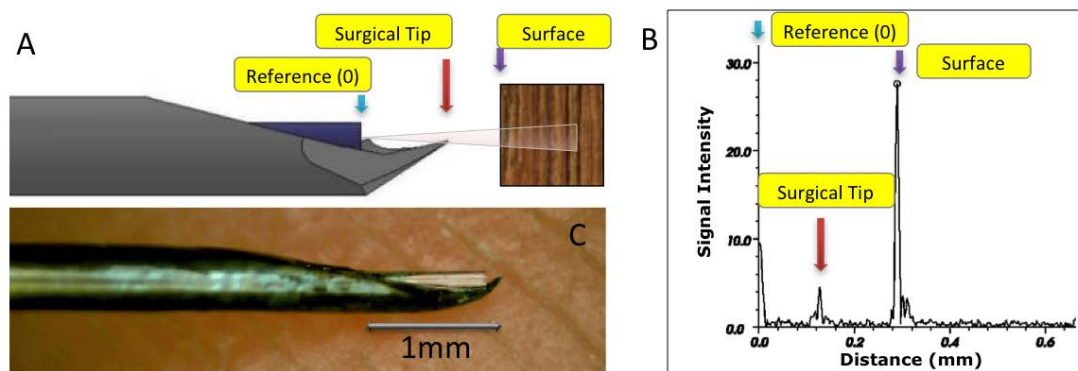 A
Surgical Tip
Surface
Reference (0)
C
1mm
B
Reference (0)
Surface
Surgical Tip
Signal Intensity
30.0
20.0
10.0
0.0
0.0
0.2
0.4
0.6
Distance (mm)